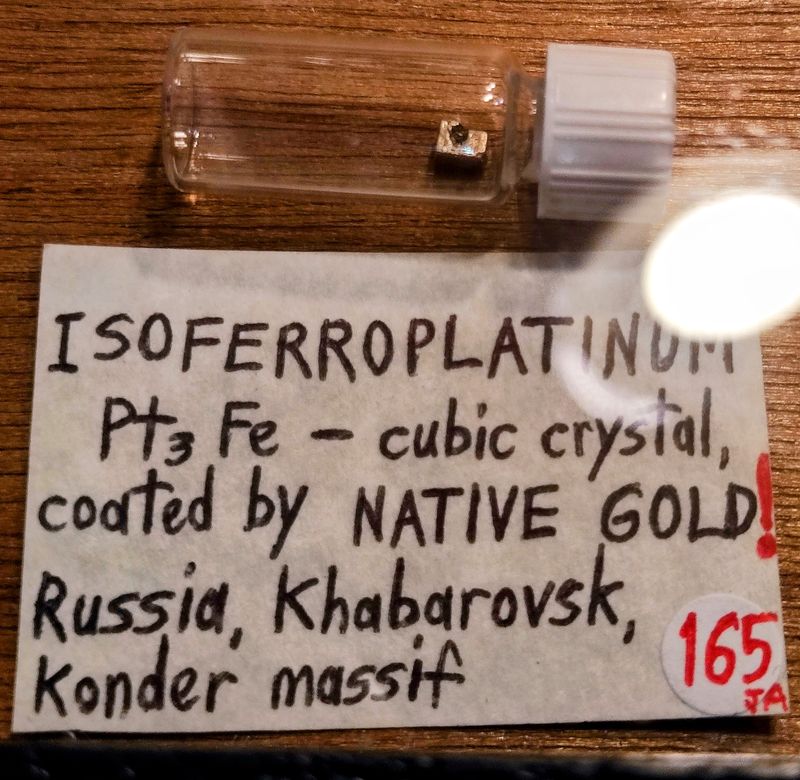 ISOFERROPLATINUM
Pt₃ Fe – cubic crystal,
coated by NATIVE GOLD!
Russia, Khabarovsk,
Konder massif
165
JA